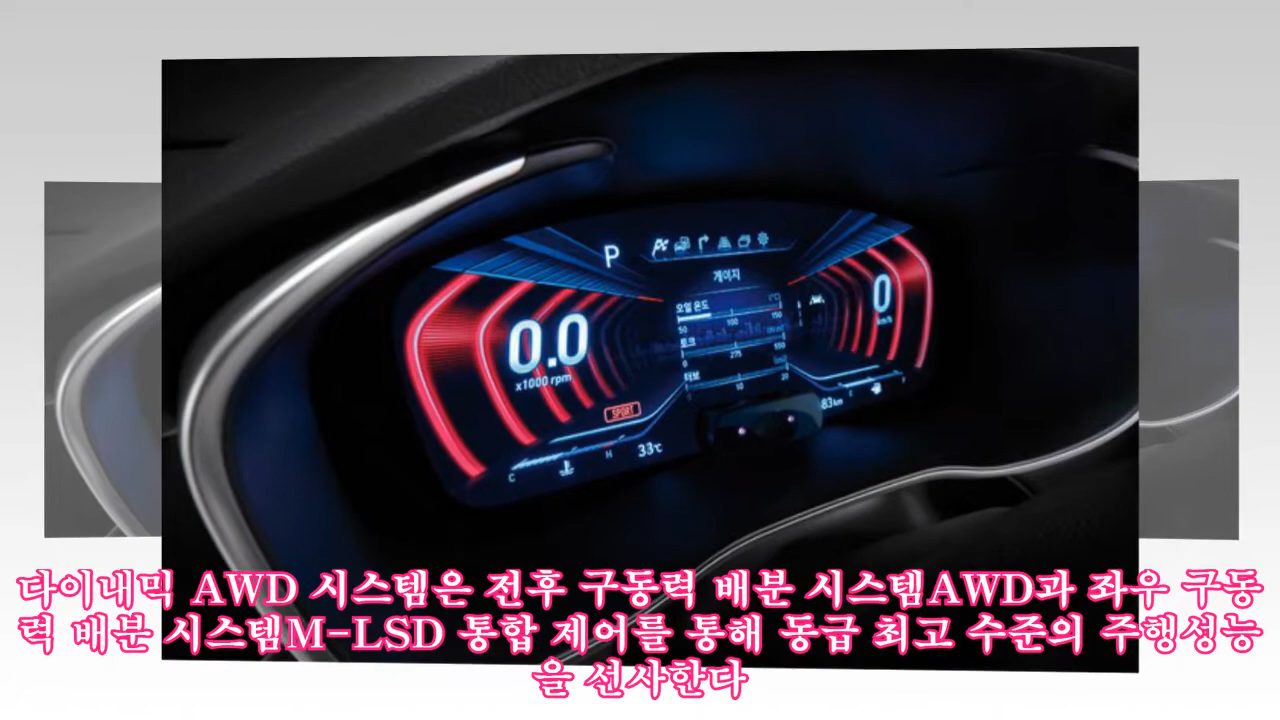 P
게이지
오일 온도
°C
50 100 150
토크
0 275 550
터보
10 20
0.0
x1000 rpm
0
km/h
SPORT
C H
33℃
83km
다이내믹 AWD 시스템은 전후 구동력 배분 시스템AWD과 좌우 구동
력 배분 시스템M-LSD 통합 제어를 통해 동급 최고 수준의 주행성능
을 선사한다